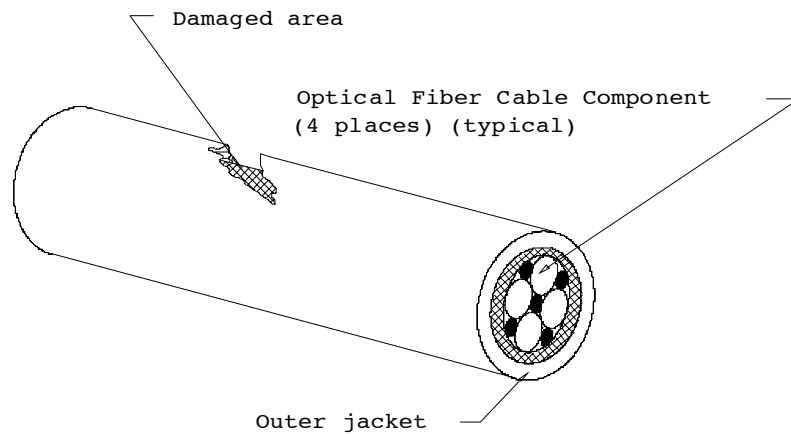 Damaged area
Optical Fiber Cable Component
(4 places) (typical)
Outer jacket